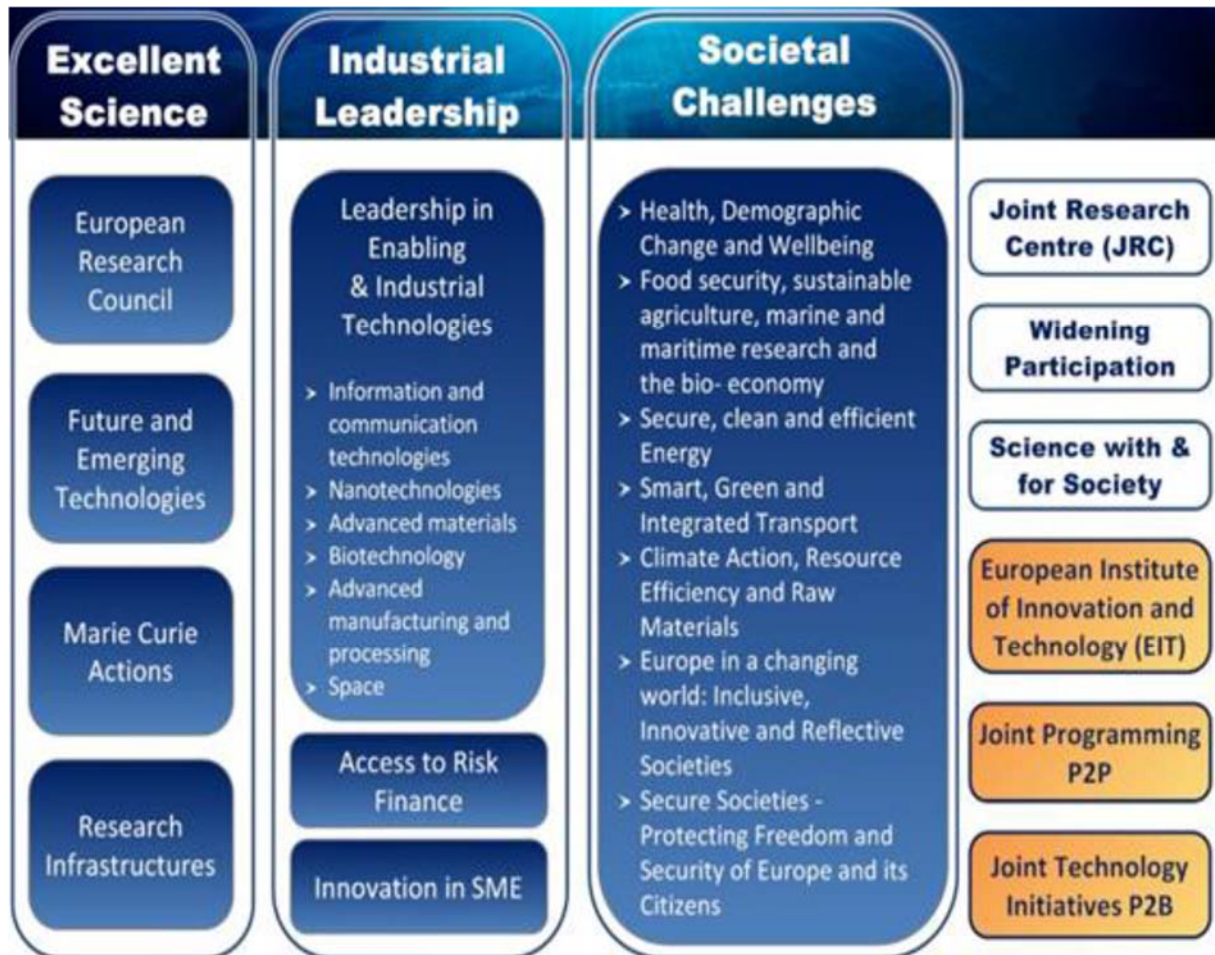 Excellent
Science
European
Research
Council
Future and
Emerging
Technologies
Marie Curie
Actions
Research
Infrastructures
Industrial
Leadership
Leadership in
Enabling
& Industrial
Technologies
➤ Information and
communication
technologies
➤ Nanotechnologies
➤ Advanced materials
➤ Biotechnology
➤ Advanced
manufacturing and
processing
➤ Space
Access to Risk
Finance
Innovation in SME
Societal
Challenges
➤ Health, Demographic
Change and Wellbeing
➤ Food security, sustainable
agriculture, marine and
maritime research and
the bio- economy
➤ Secure, clean and efficient
Energy
➤ Smart, Green and
Integrated Transport
➤ Climate Action, Resource
Efficiency and Raw
Materials
➤ Europe in a changing
world: Inclusive,
Innovative and Reflective
Societies
➤ Secure Societies -
Protecting Freedom and
Security of Europe and its
Citizens
Joint Research
Centre (JRC)
Widening
Participation
Science with &
for Society
European Institute
of Innovation and
Technology (EIT)
Joint Programming
P2P
Joint Technology
Initiatives P2B